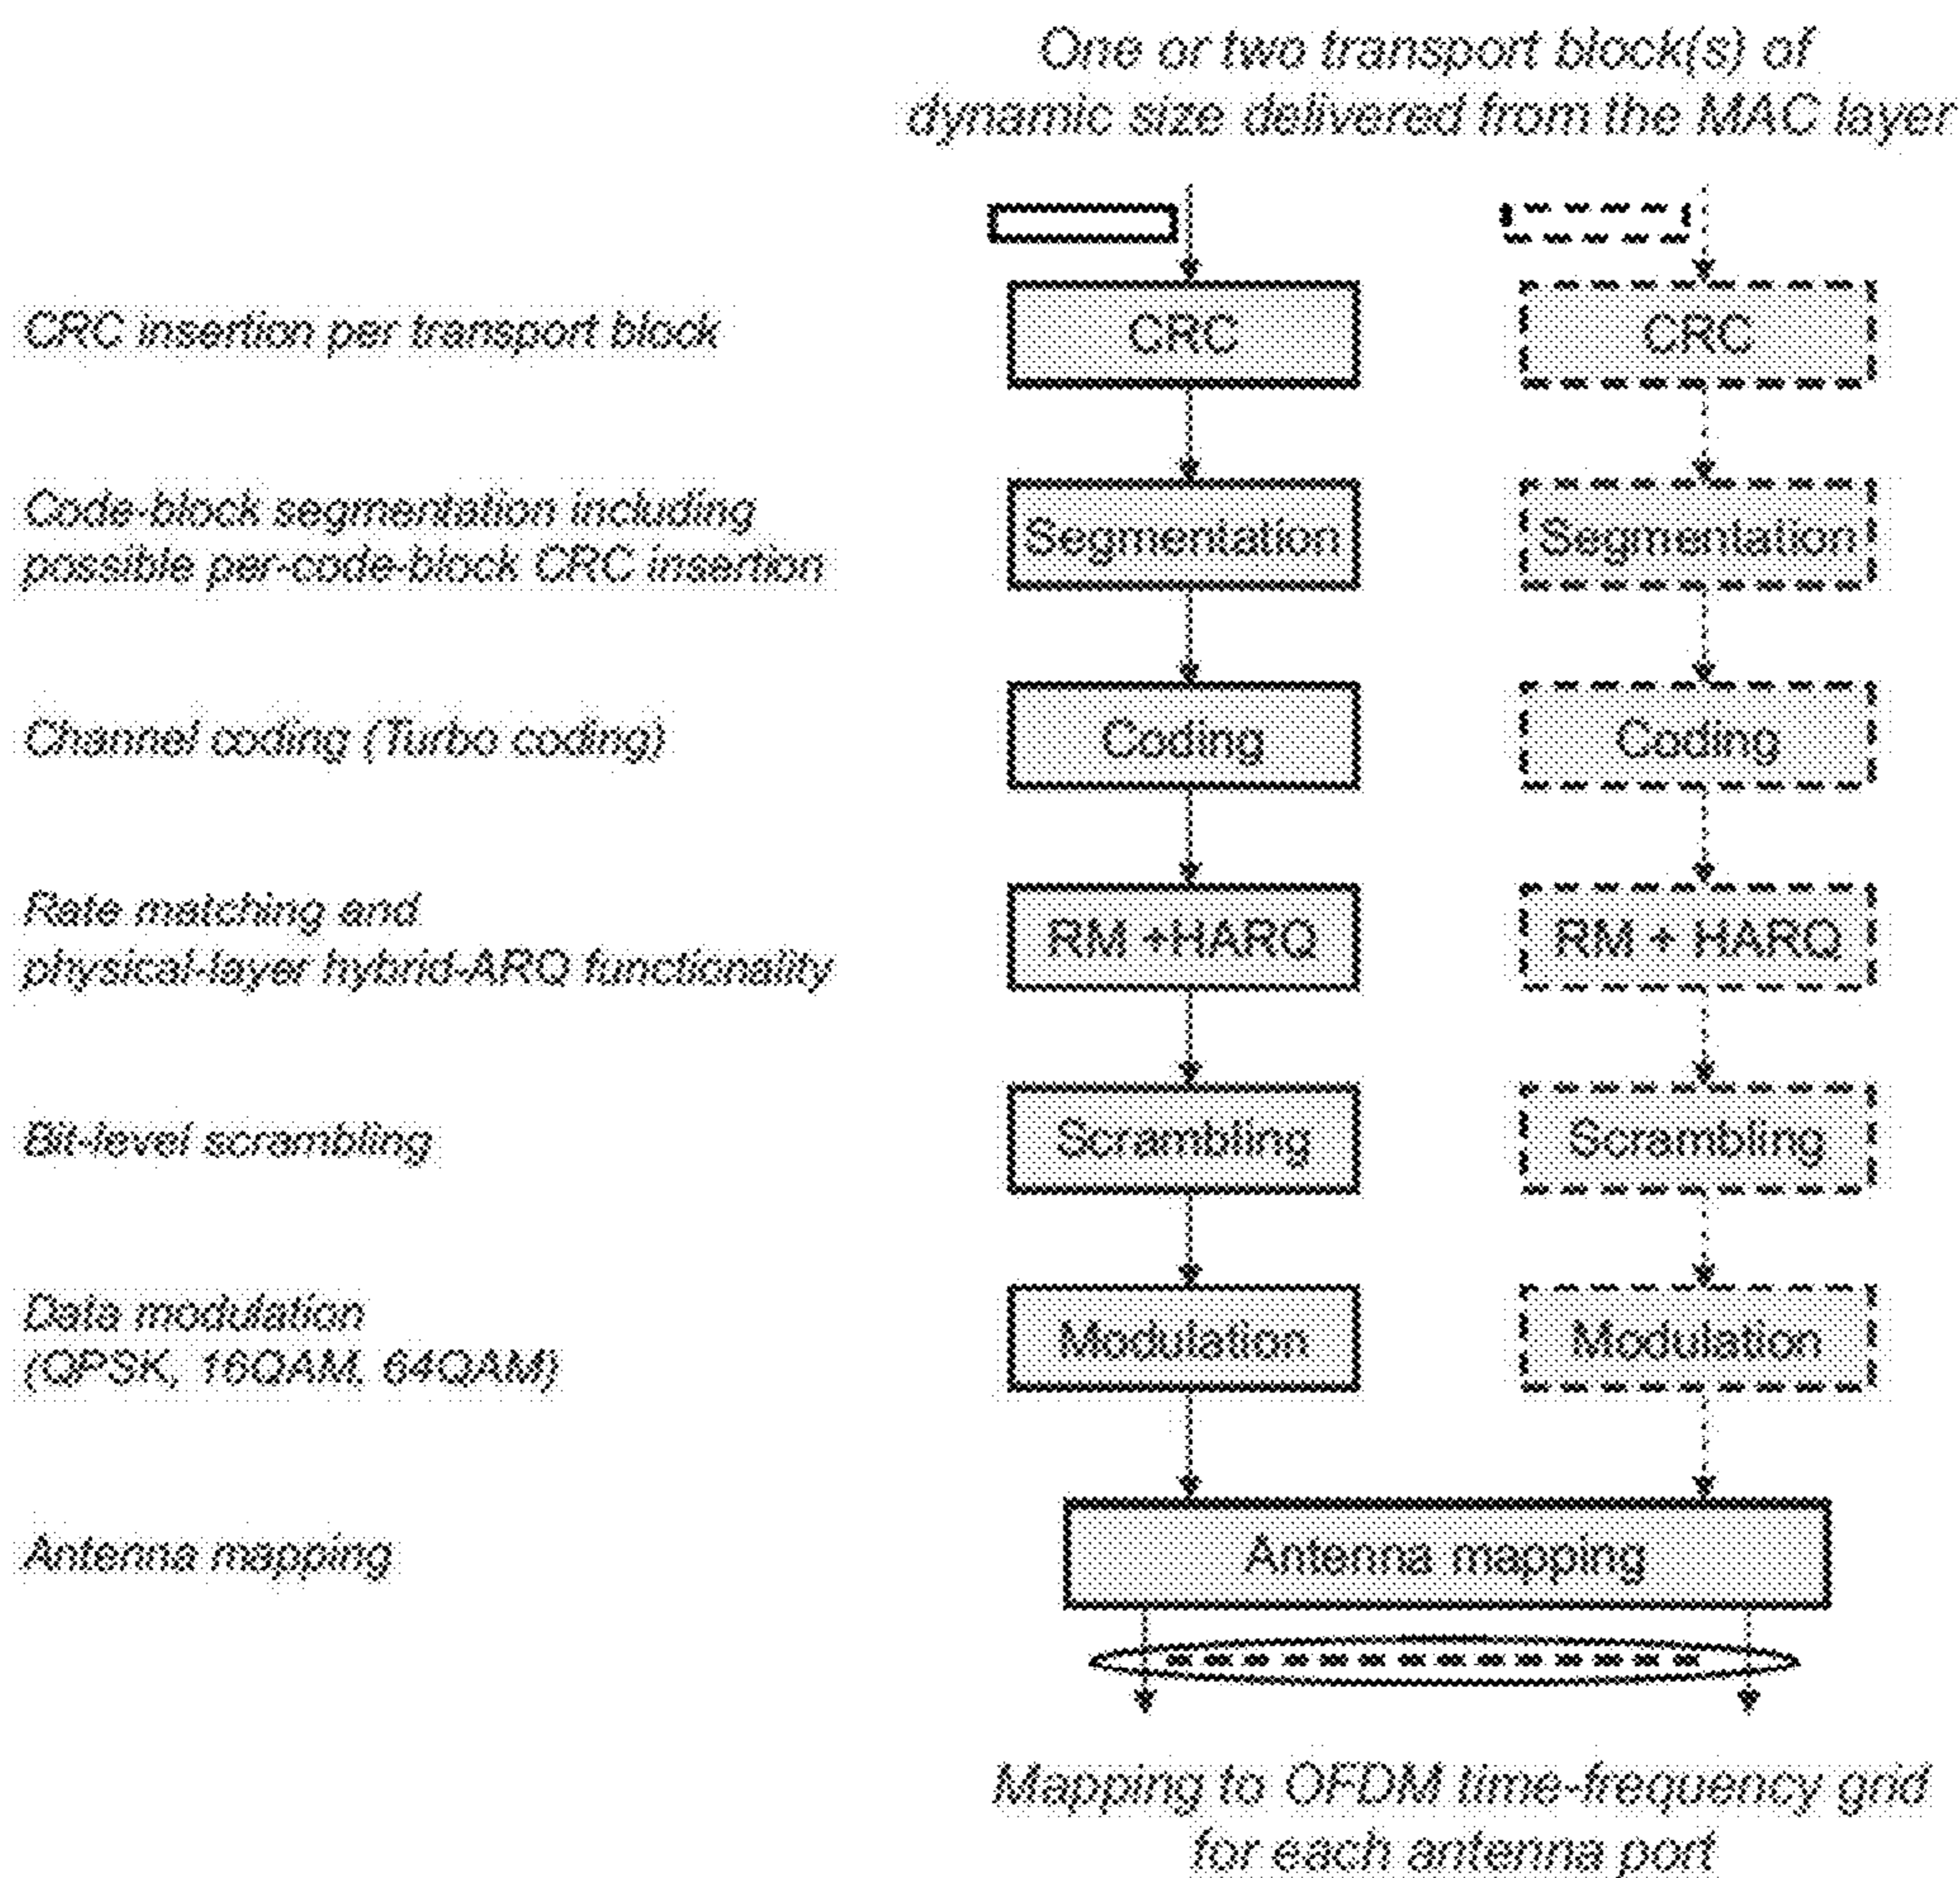 One or two transport block(s) of
dynamic size delivered from the MAC layer
CRC insertion per transport block
CRC
CRC
Code-block segmentation including
possible per-code-block CRC insertion
Segmentation
Segmentation
Channel coding (Turbo coding)
Coding
Coding
Rate matching and
physical-layer hybrid-ARQ functionality
RM +HARQ
RM + HARQ
Bit-level scrambling
Scrambling
Scrambling
Data modulation
(QPSK, 16QAM, 64QAM)
Modulation
Modulation
Antenna mapping
Antenna mapping
Mapping to OFDM time-frequency grid
for each antenna port